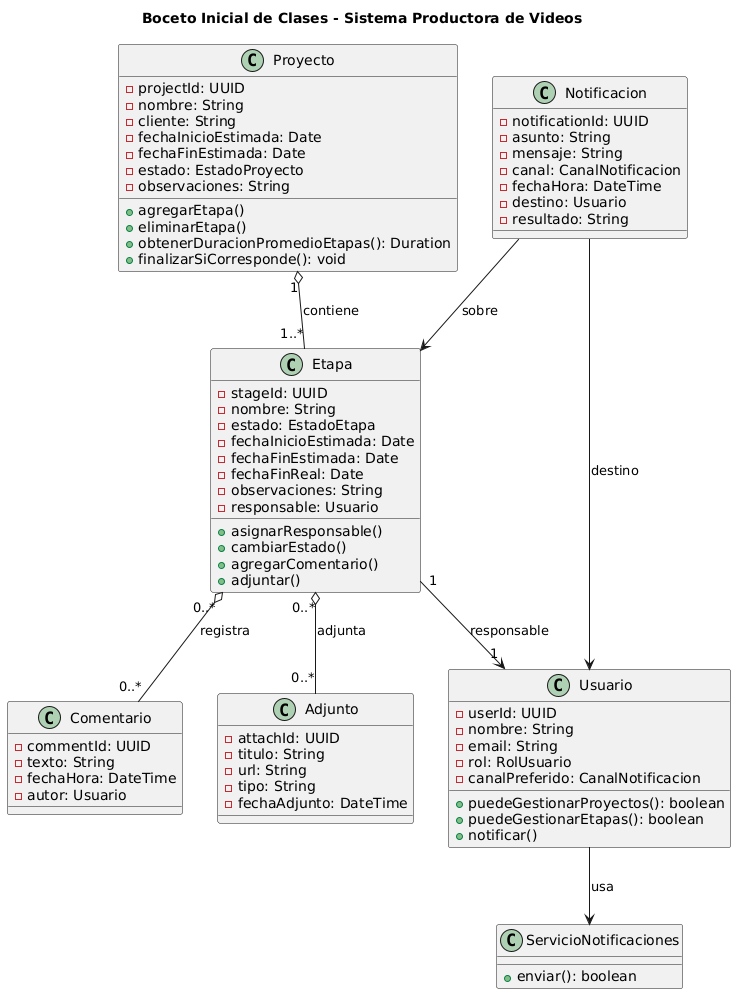 Boceto Inicial de Clases - Sistema Productora de Videos
C Proyecto
projectId: UUID
nombre: String
cliente: String
fechaInicioEstimada: Date
fechaFinEstimada: Date
estado: EstadoProyecto
observaciones: String
agregarEtapa()
eliminarEtapa()
obtenerDuracionPromedioEtapas(): Duration
finalizarSiCorresponde(): void
C Notificacion
notificationId: UUID
asunto: String
mensaje: String
canal: CanalNotificacion
fechaHora: DateTime
destino: Usuario
resultado: String
1
contiene
1..*
sobre
destino
C Etapa
stageId: UUID
nombre: String
estado: EstadoEtapa
fechaInicioEstimada: Date
fechaFinEstimada: Date
fechaFinReal: Date
observaciones: String
responsable: Usuario
asignarResponsable()
cambiarEstado()
agregarComentario()
adjuntar()
0..*
registra
0..*
0..*
adjunta
0..*
1
responsable
1
C Comentario
commentId: UUID
texto: String
fechaHora: DateTime
autor: Usuario
C Adjunto
attachId: UUID
titulo: String
url: String
tipo: String
fechaAdjunto: DateTime
C Usuario
userId: UUID
nombre: String
email: String
rol: RolUsuario
canalPreferido: CanalNotificacion
puedeGestionarProyectos(): boolean
puedeGestionarEtapas(): boolean
notificar()
usa
C ServicioNotificaciones
enviar(): boolean